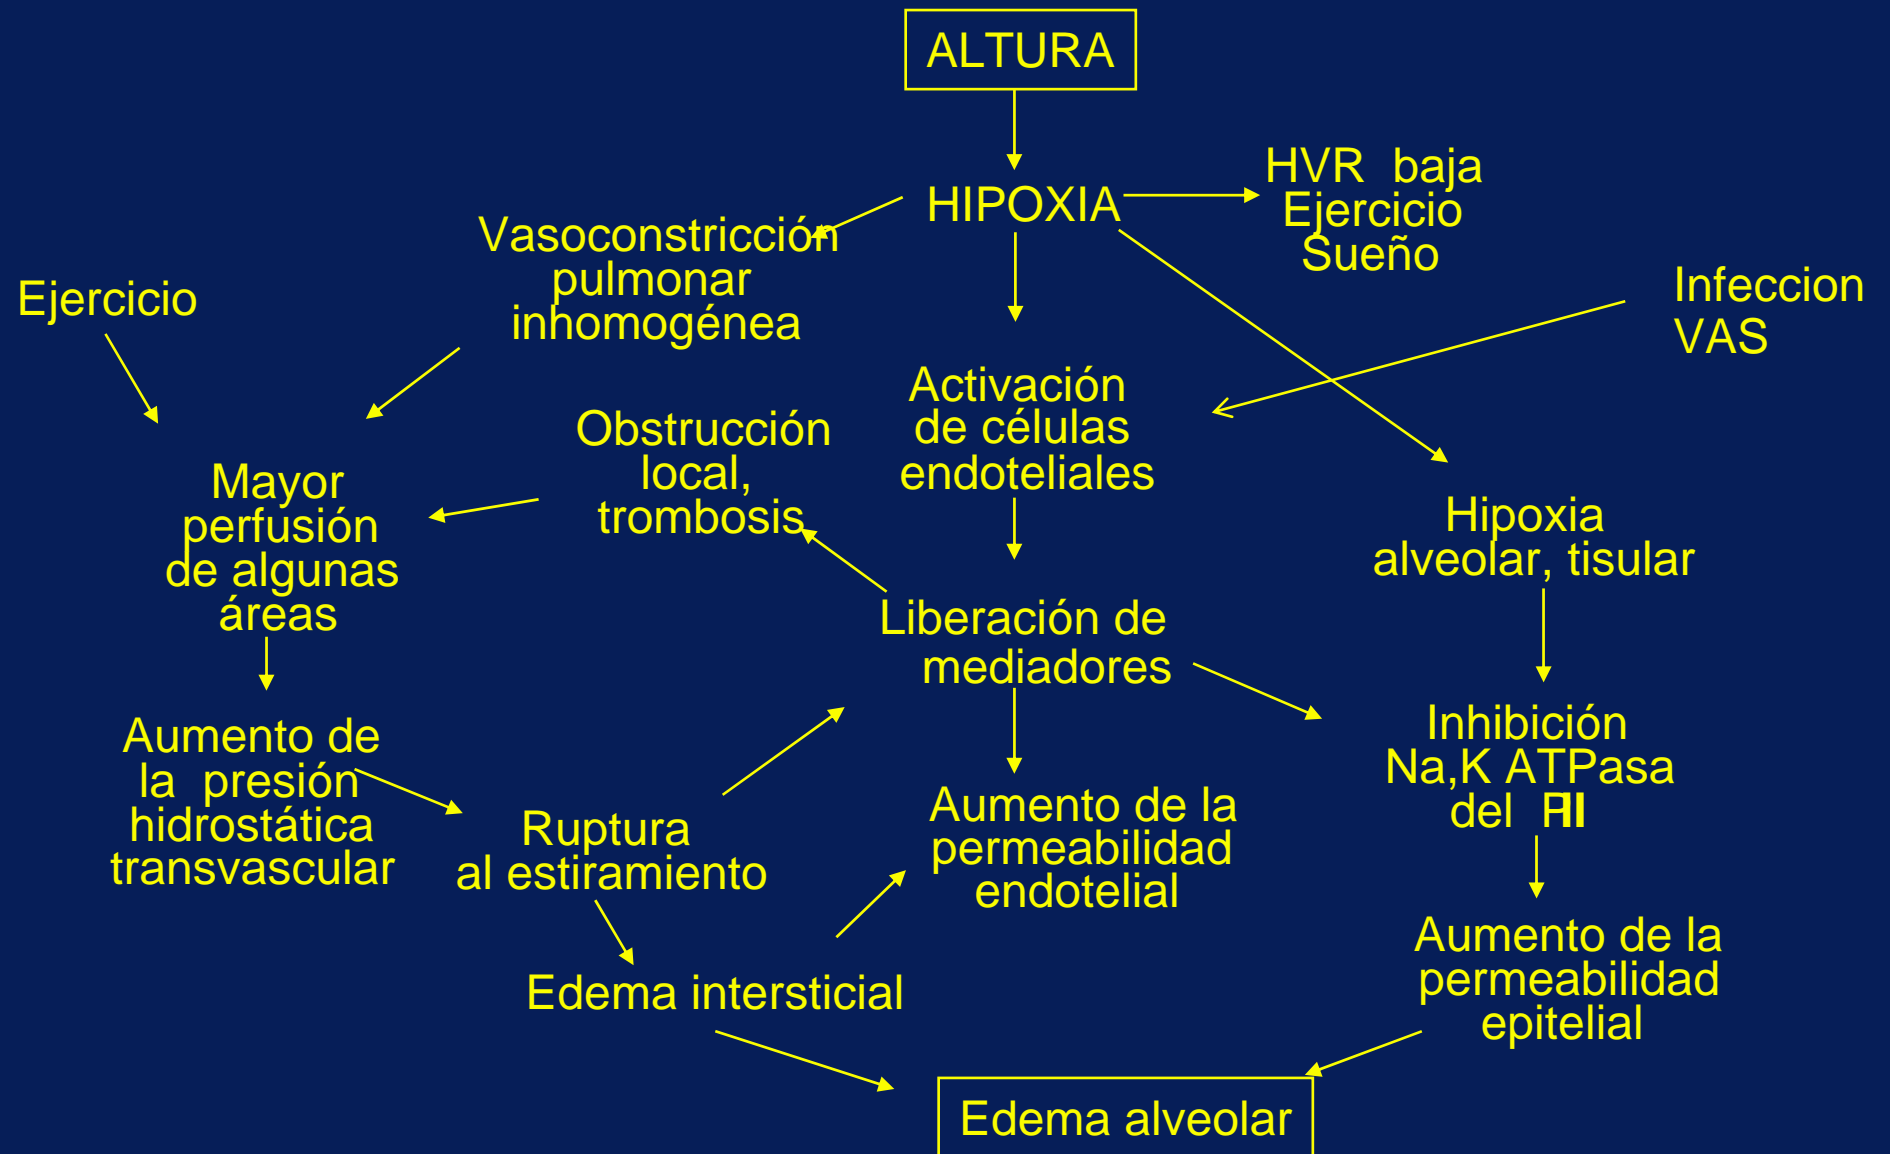 ALTURA
HIPOXIA
HVR baja
Ejercicio
Sueño
Vasoconstricción
pulmonar
inhomogénea
Ejercicio
Infeccion
VAS
Activación
de células
endoteliales
Obstrucción
local,
trombosis
Mayor
perfusión
de algunas
áreas
Hipoxia
alveolar, tisular
Liberación de
mediadores
Aumento de
la presión
hidrostática
transvascular
Inhibición
Na,K ATPasa
del
Ruptura
al estiramiento
Aumento de la
permeabilidad
endotelial
Aumento de la
permeabilidad
epitelial
Edema intersticial
Edema alveolar